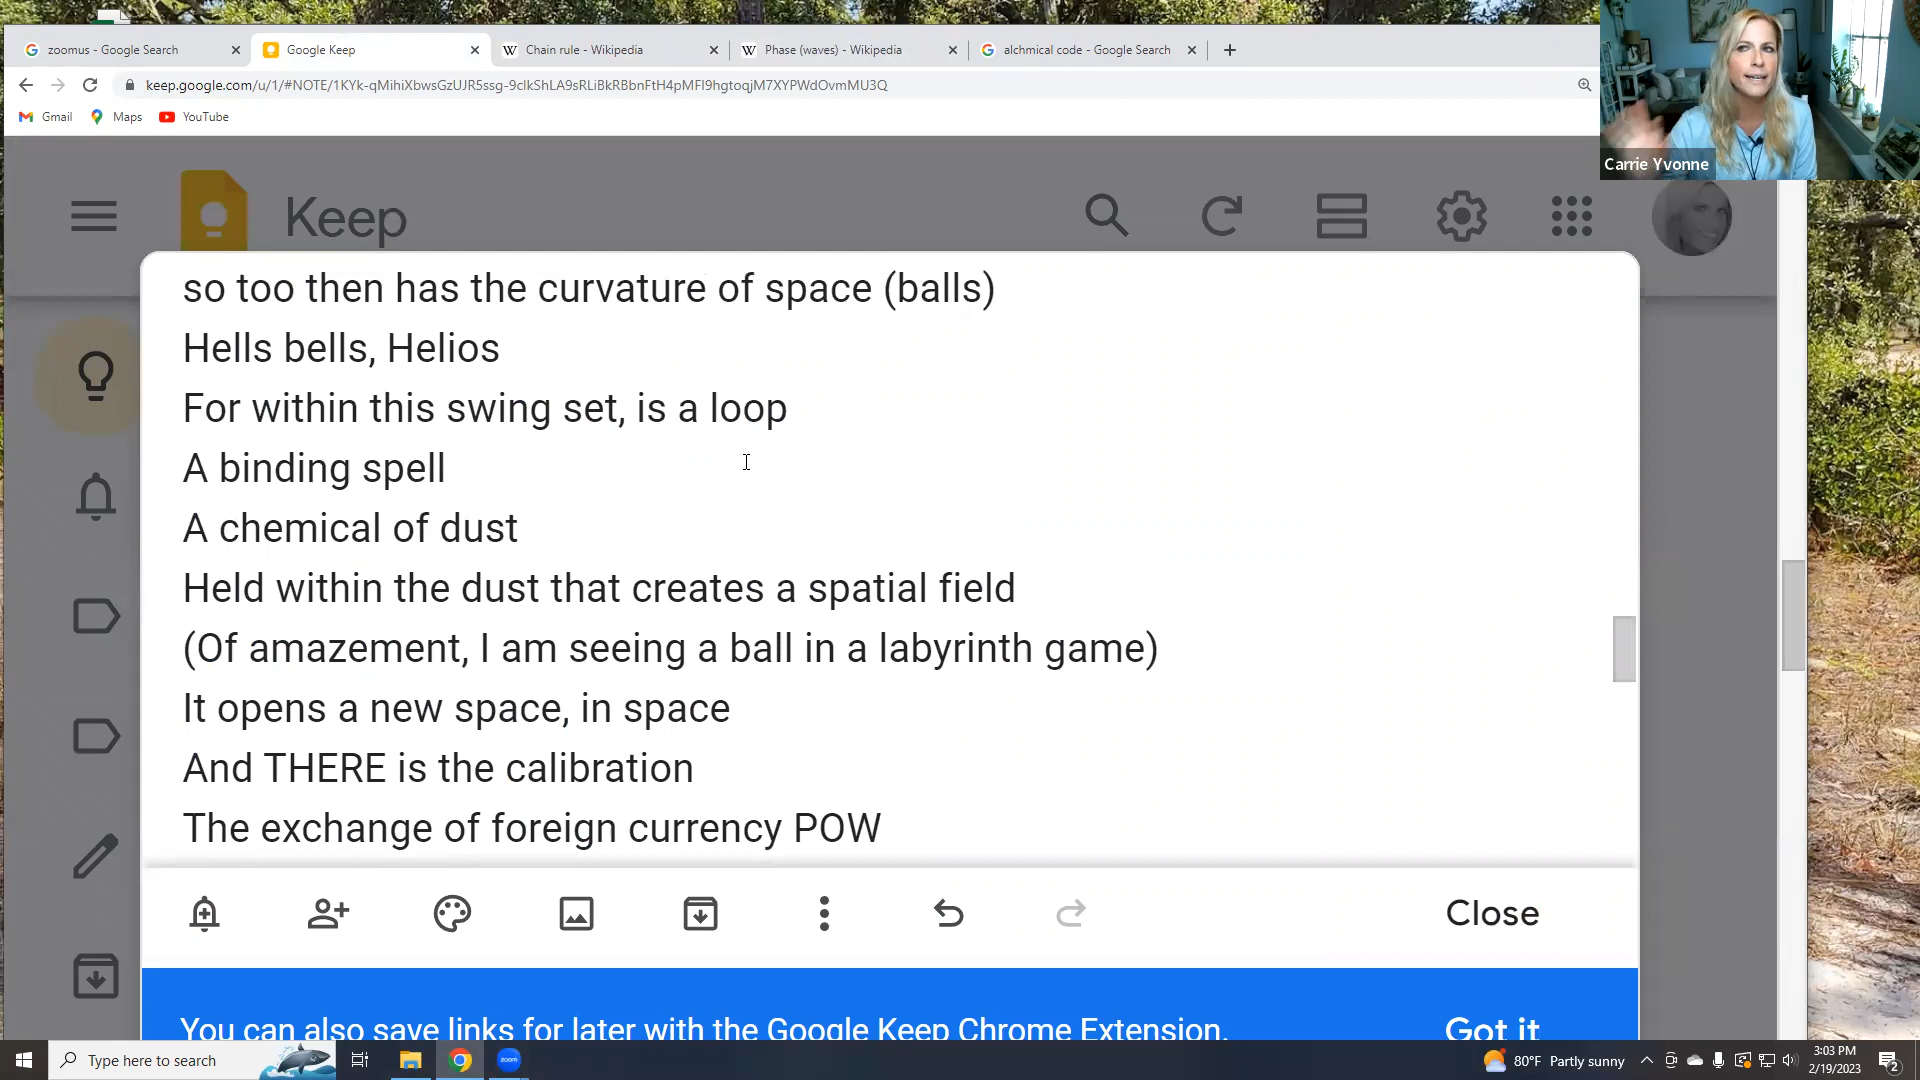 zoomus - Google Search
Google Keep
Chain rule - Wikipedia
Phase (waves) - Wikipedia
alchmical code - Google Search
keep.google.com/u/1/#NOTE/1KYk-qMihiXbwsGzUJR5ssg-9clkShLA9sRLiBkRBbnFtH4pMFl9hgtoqjM7XYPWdOvmMU3Q
Gmail
Maps
YouTube
Carrie Yvonne
Keep
so too then has the curvature of space (balls)
Hells bells, Helios
For within this swing set, is a loop
A binding spell
A chemical of dust
Held within the dust that creates a spatial field
(Of amazement, I am seeing a ball in a labyrinth game)
It opens a new space, in space
And THERE is the calibration
The exchange of foreign currency POW
Close
You can also save links for later with the Google Keep Chrome Extension.
Got it
Type here to search
zoom
80°F Partly sunny
3:03 PM
2/19/2023
2